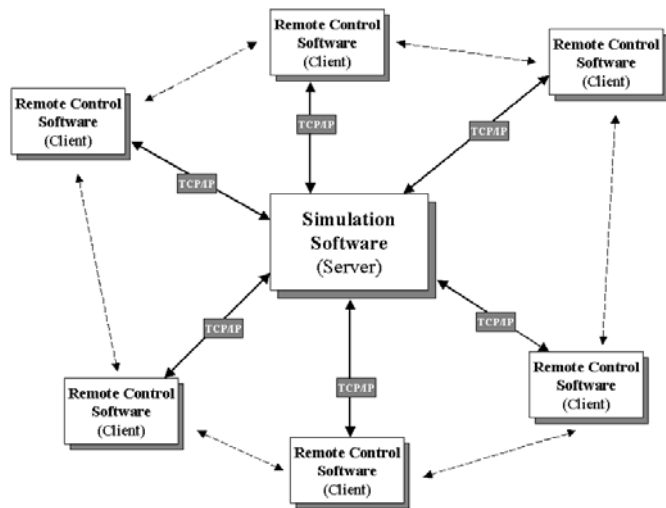 Remote Control
Software
(Client)
Remote Control
Software
(Client)
Remote Control
Software
(Client)
TCP/IP
TCP/IP
TCP/IP
Simulation
Software
(Server)
TCP/IP
TCP/IP
TCP/IP
Remote Control
Software
(Client)
Remote Control
Software
(Client)
Remote Control
Software
(Client)